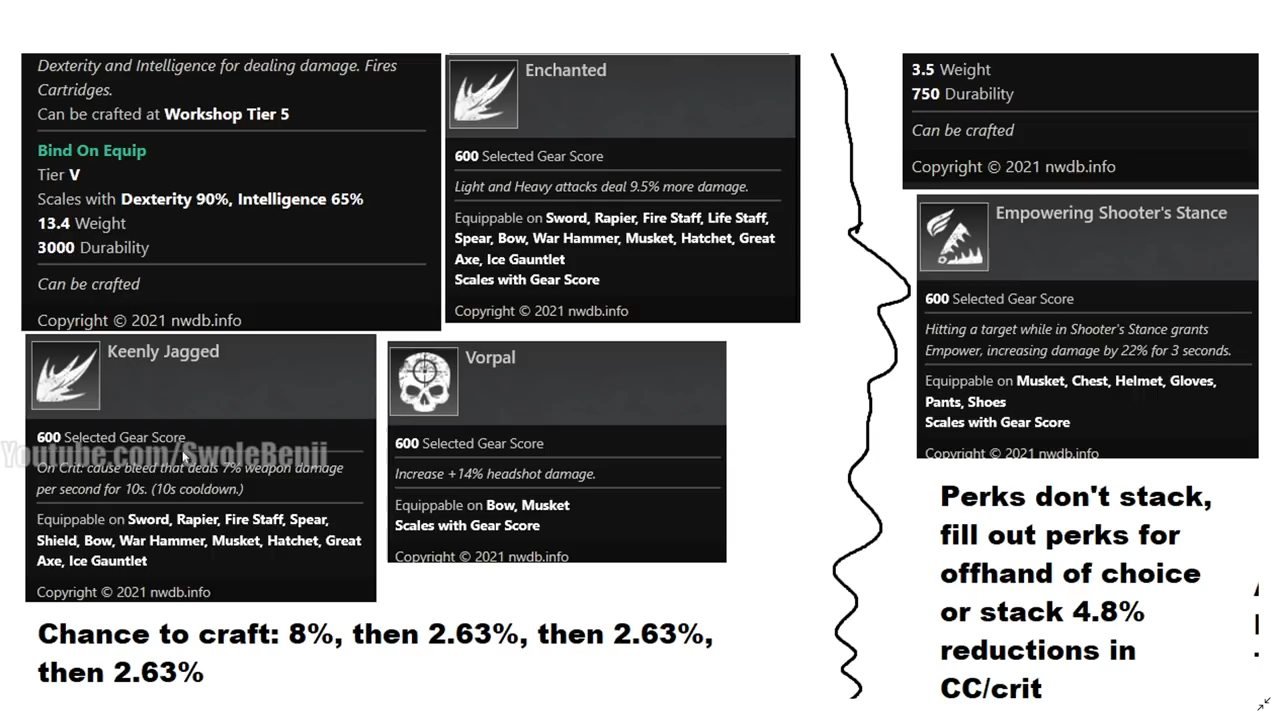 Dexterity and Intelligence for dealing damage. Fires
Cartridges.
Can be crafted at Workshop Tier 5
Bind On Equip
Tier V
Scales with Dexterity 90%, Intelligence 65%
13.4 Weight
3000 Durability
Can be crafted
Copyright © 2021 nwdb.info
Enchanted
600 Selected Gear Score
Light and Heavy attacks deal 9.5% more damage.
Equippable on Sword, Rapier, Fire Staff, Life Staff,
Spear, Bow, War Hammer, Musket, Hatchet, Great
Axe, Ice Gauntlet
Scales with Gear Score
Copyright © 2021 nwdb.info
Keenly Jagged
600 Selected Gear Score
Youtube.com/SwoleBenji
On Crit: cause bleed that deals 7% weapon damage
per second for 10s. (10s cooldown.)
Equippable on Sword, Rapier, Fire Staff, Spear,
Shield, Bow, War Hammer, Musket, Hatchet, Great
Axe, Ice Gauntlet
Copyright © 2021 nwdb.info
Vorpal
600 Selected Gear Score
Increase +14% headshot damage.
Equippable on Bow, Musket
Scales with Gear Score
Copyright © 2021 nwdb.info
Chance to craft: 8%, then 2.63%, then 2.63%,
then 2.63%
3.5 Weight
750 Durability
Can be crafted
Copyright © 2021 nwdb.info
Empowering Shooter's Stance
600 Selected Gear Score
Hitting a target while in Shooter's Stance grants
Empower, increasing damage by 22% for 3 seconds.
Equippable on Musket, Chest, Helmet, Gloves,
Pants, Shoes
Scales with Gear Score
Copyright © 2021 nwdb.info
Perks don't stack,
fill out perks for
offhand of choice
or stack 4.8%
reductions in
CC/crit